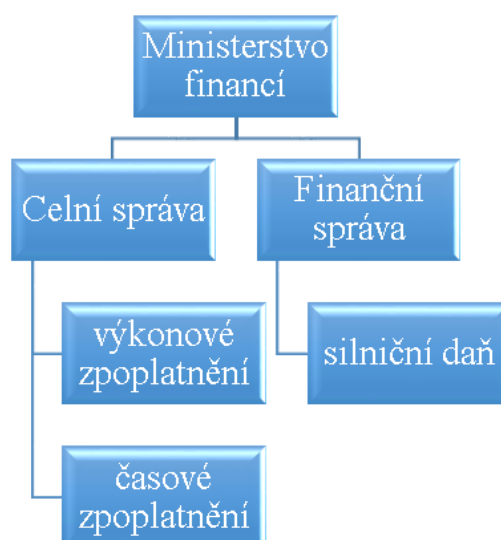 Ministerstvo
financí
Celní správa
Finanční
správa
výkonové
zpoplatnění
silniční daň
časové
zpoplatnění